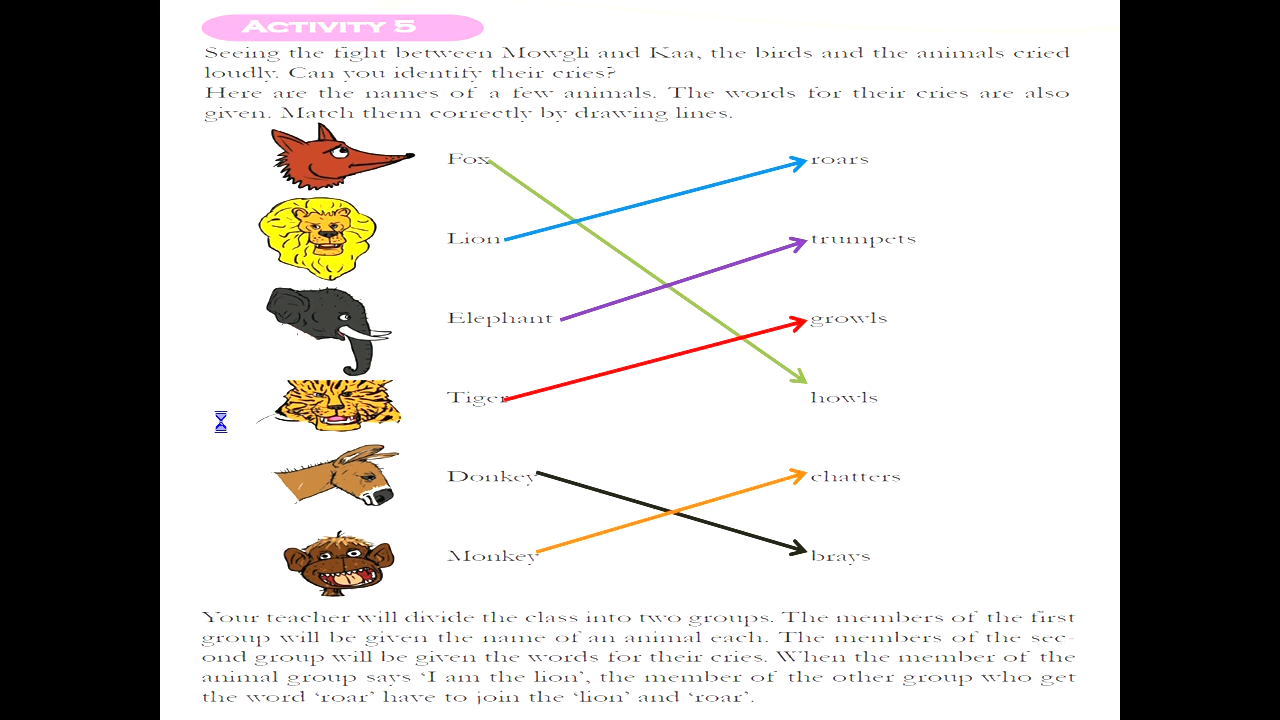 ACTIVITY 5
Seeing the fight between Mowgli and Kaa, the birds and the animals cried
loudly. Can you identify their cries?
Here are the names of a few animals. The words for their cries are also
given. Match them correctly by drawing lines.
Fox roars
Lion trumpets
Elephant growls
Tiger howls
Donkey chatters
Monkey brays
Your teacher will divide the class into two groups. The members of the first
group will be given the name of an animal each. The members of the sec-
ond group will be given the words for their cries. When the member of the
animal group says ‘I am the lion’, the member of the other group who get
the word ‘roar’ have to join the ‘lion’ and ‘roar’.